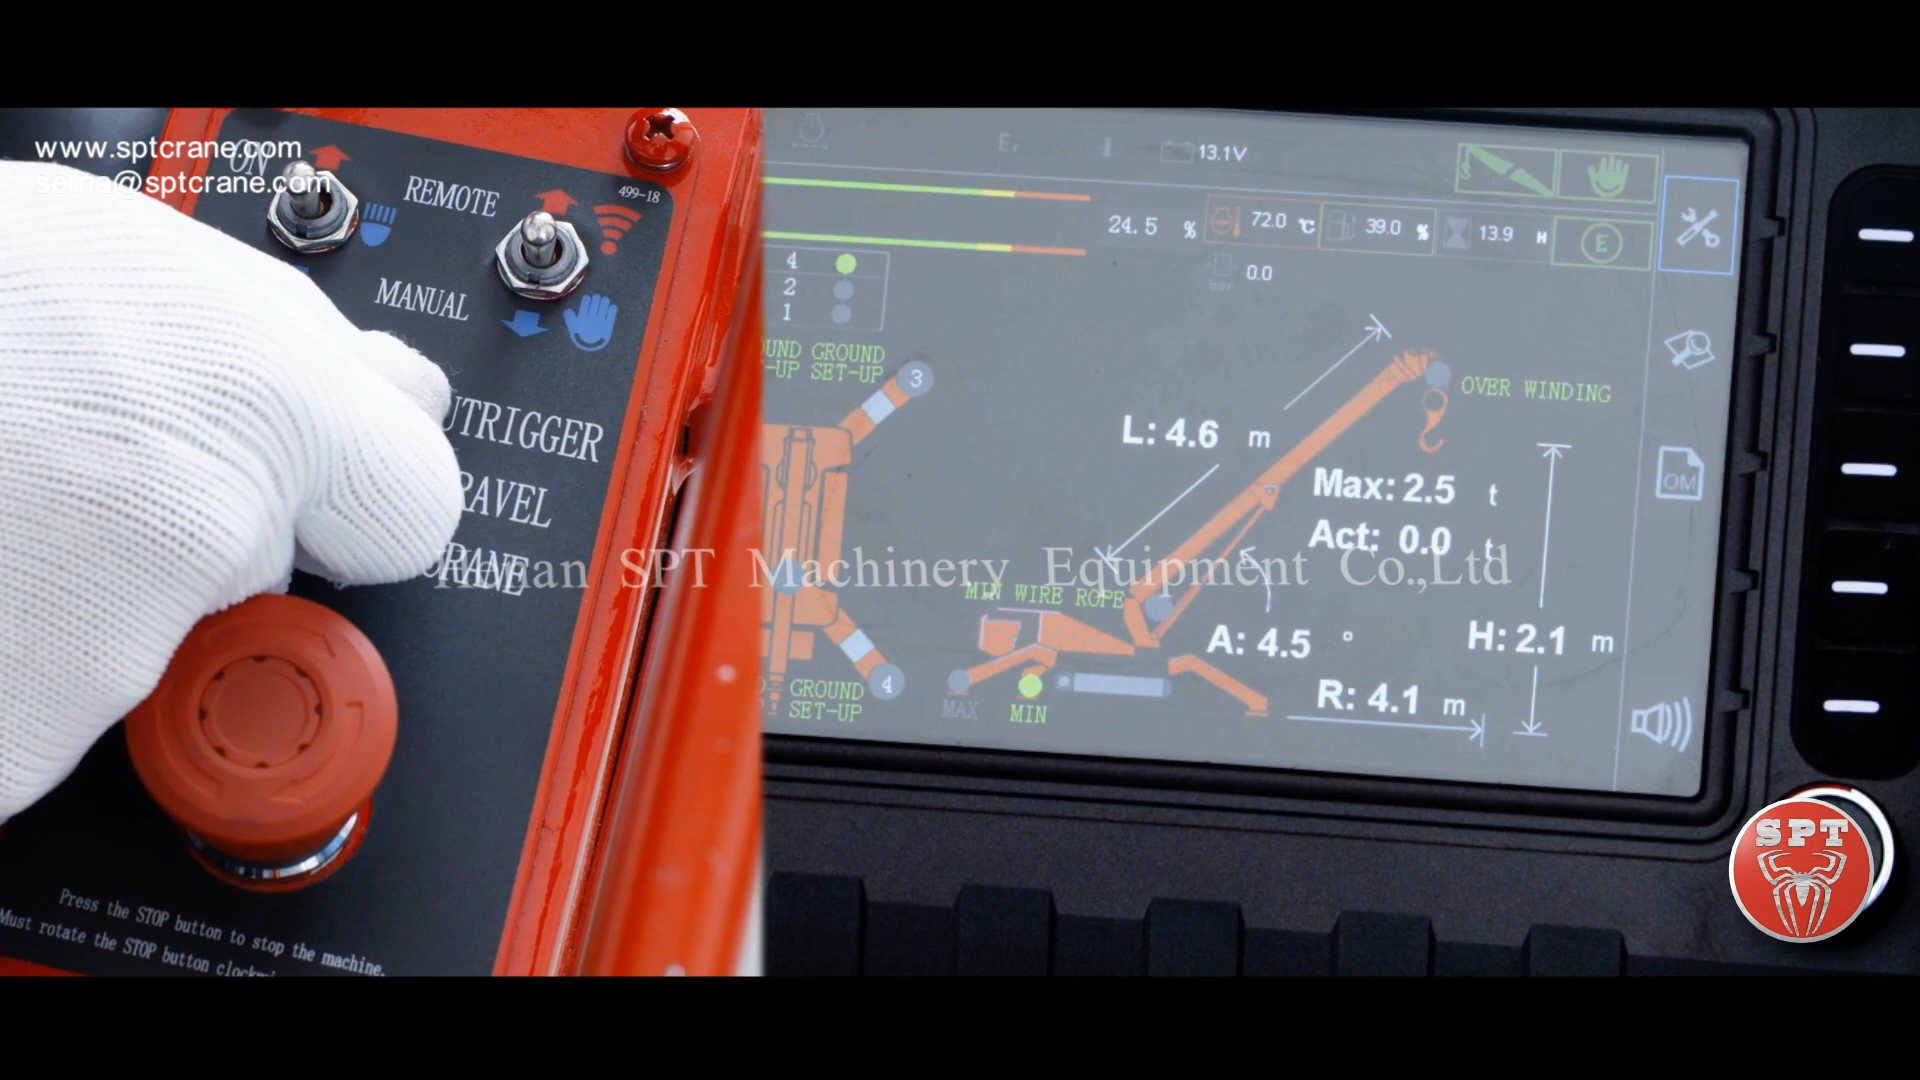 www.sptcrane.com
selina@sptcrane.com
ON
REMOTE
499-18
MANUAL
UTRIGGER
RAVEL
RANE
Press the STOP button to stop the machine.
Must rotate the STOP button
13.1V
24.5 %
72.0 ℃
39.0 %
13.9 H
E
0.0
4
2
1
UND GROUND
-UP SET-UP
3
OVER WINDING
L: 4.6 m
Max: 2.5 t
Act: 0.0 t
OM
Henan SPT Machinery Equipment Co.,Ltd
MIN WIRE ROPE
A: 4.5 °
H: 2.1 m
GROUND
SET-UP
4
MAX
MIN
R: 4.1 m
SPT